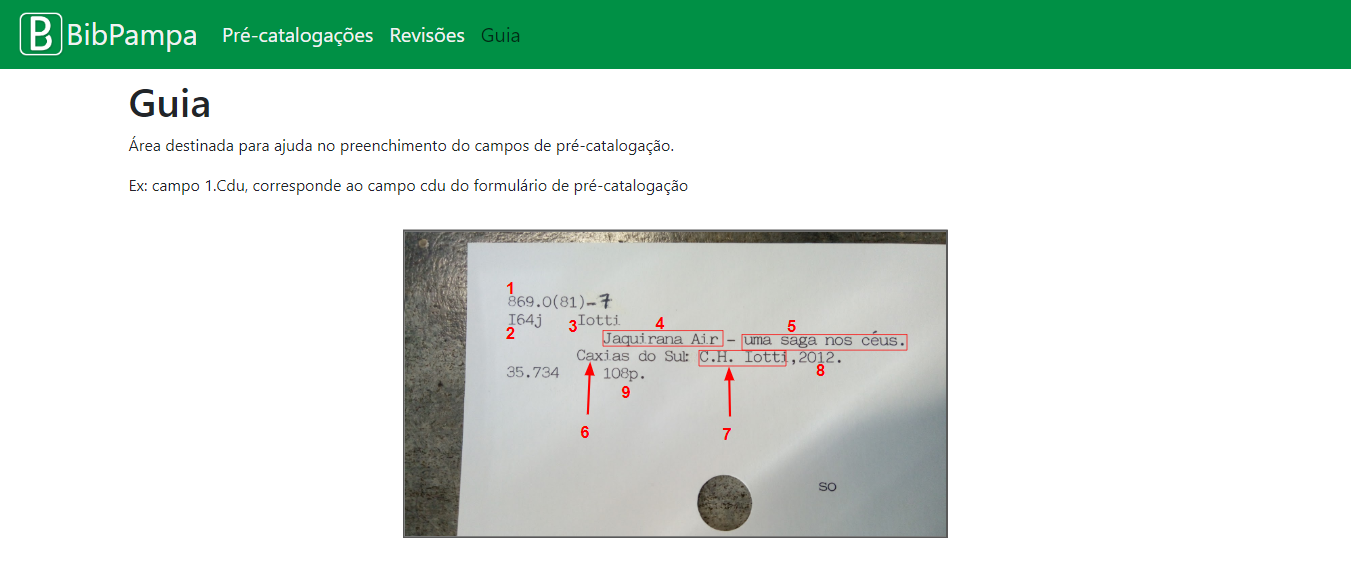 B BibPampa Pré-catalogações Revisões Guia
Guia
Área destinada para ajuda no preenchimento do campos de pré-catalogação.
Ex: campo 1.Cdu, corresponde ao campo cdu do formulário de pré-catalogação
1
869.0(81)-7
I64j Iotti
2 3 4 5
Jaquirana Air - uma saga nos céus.
Caxias do Sul: C.H. Iotti,2012.
8
35.734 108p.
9
6 7
SO